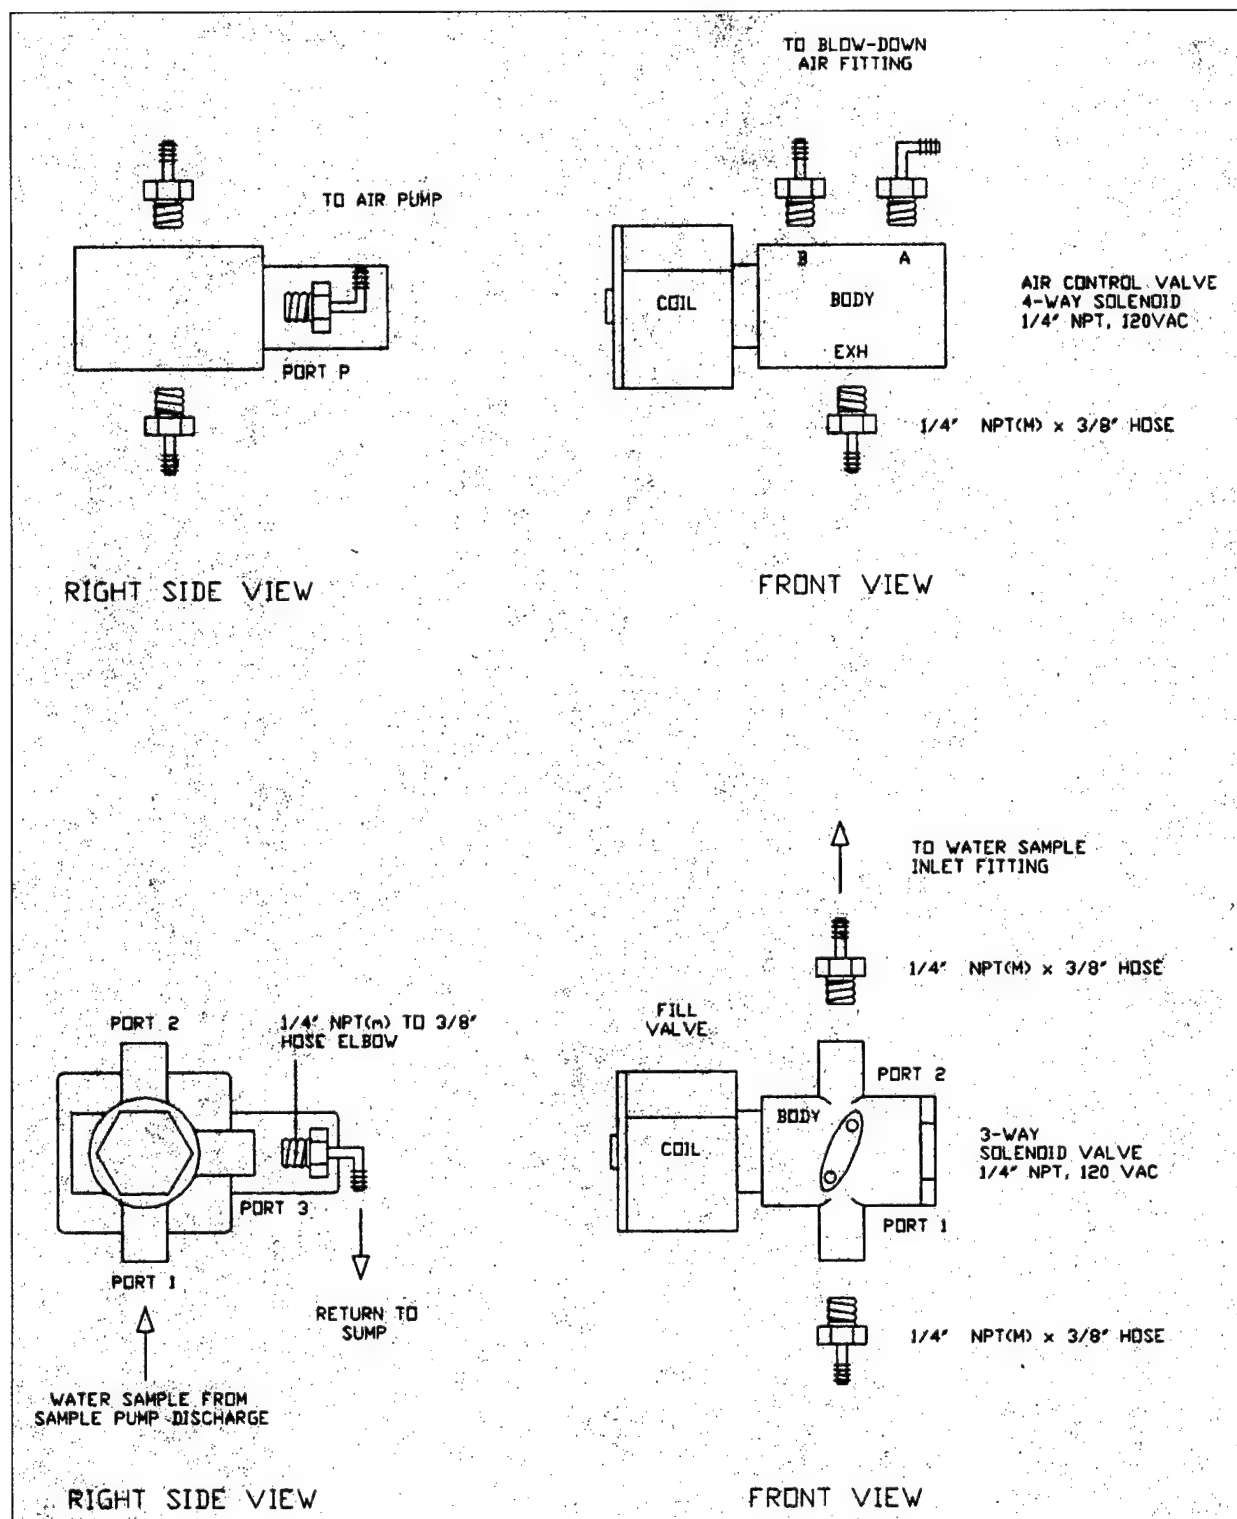 TO BLOW-DOWN
AIR FITTING
TO AIR PUMP
PORT P
B
A
COIL
BODY
EXH
AIR CONTROL VALVE
4-WAY SOLENOID
1/4" NPT, 120VAC
1/4" NPT(M) x 3/8" HOSE
RIGHT SIDE VIEW
FRONT VIEW
TO WATER SAMPLE
INLET FITTING
1/4" NPT(M) x 3/8" HOSE
PORT 2
1/4" NPT(m) TO 3/8"
HOSE ELBOW
PORT 3
PORT 1
RETURN TO
SUMP
WATER SAMPLE FROM
SAMPLE PUMP DISCHARGE
FILL
VALVE
PORT 2
BODY
COIL
3-WAY
SOLENOID VALVE
1/4" NPT, 120 VAC
PORT 1
1/4" NPT(M) x 3/8" HOSE
RIGHT SIDE VIEW
FRONT VIEW